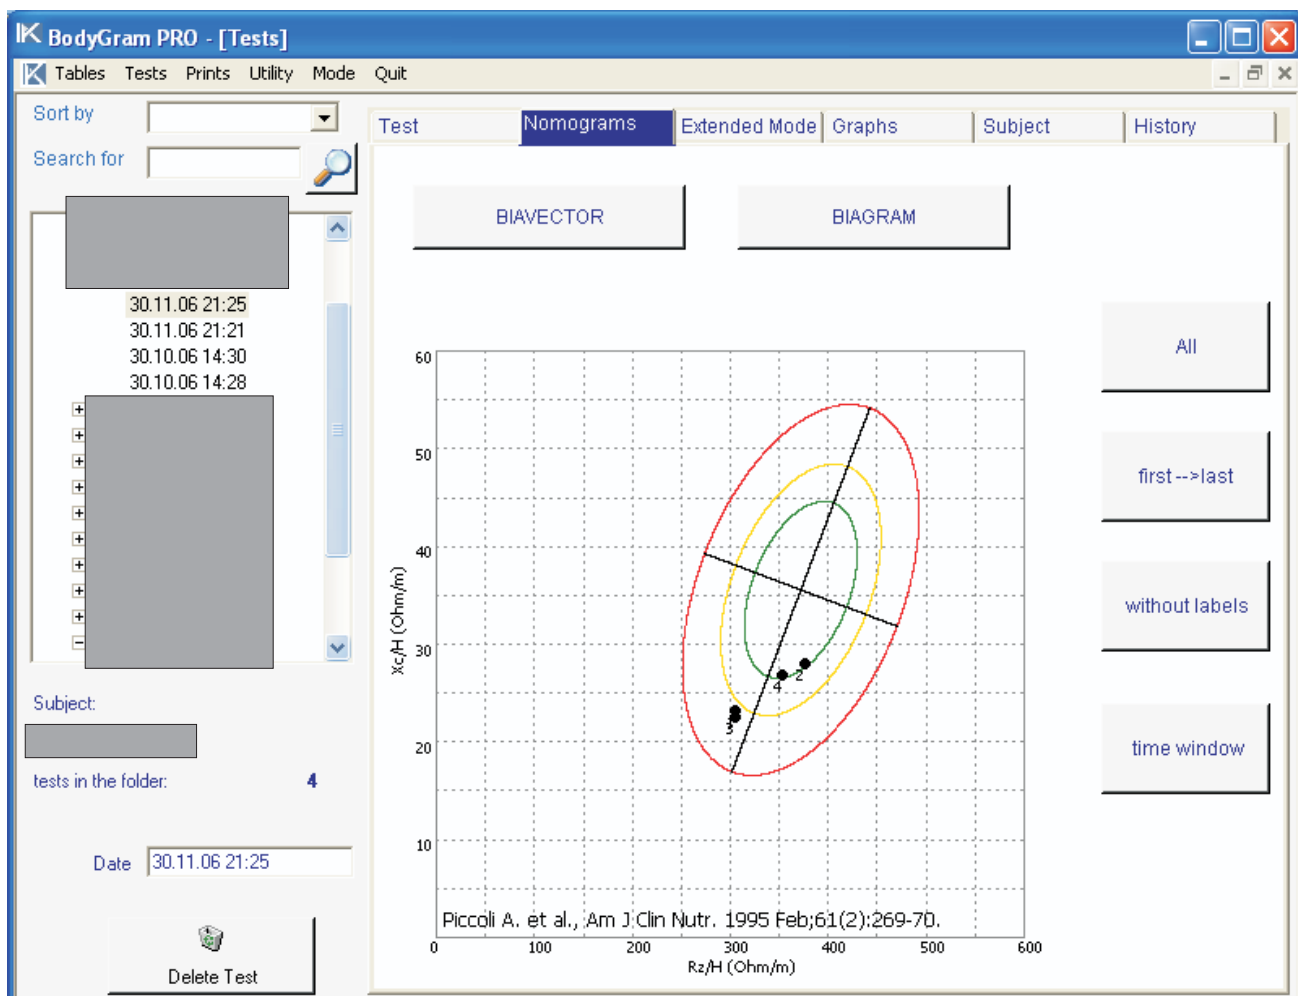 BodyGram PRO - [Tests]
Tables Tests Prints Utility Mode Quit
Sort by
Search for
30.11.06 21:25
30.11.06 21:21
30.10.06 14:30
30.10.06 14:28
Subject:
tests in the folder: 4
Date 30.11.06 21:25
Delete Test
Test Nomograms Extended Mode Graphs Subject History
BIAVECTOR BIAGRAM
All
first -->last
without labels
time window
60
50
40
30
20
10
Xc/H (Ohm/m)
4
2
3
Piccoli A. et al., Am J Clin Nutr. 1995 Feb;61(2):269-70.
0 100 200 300 400 500 600
Rz/H (Ohm/m)